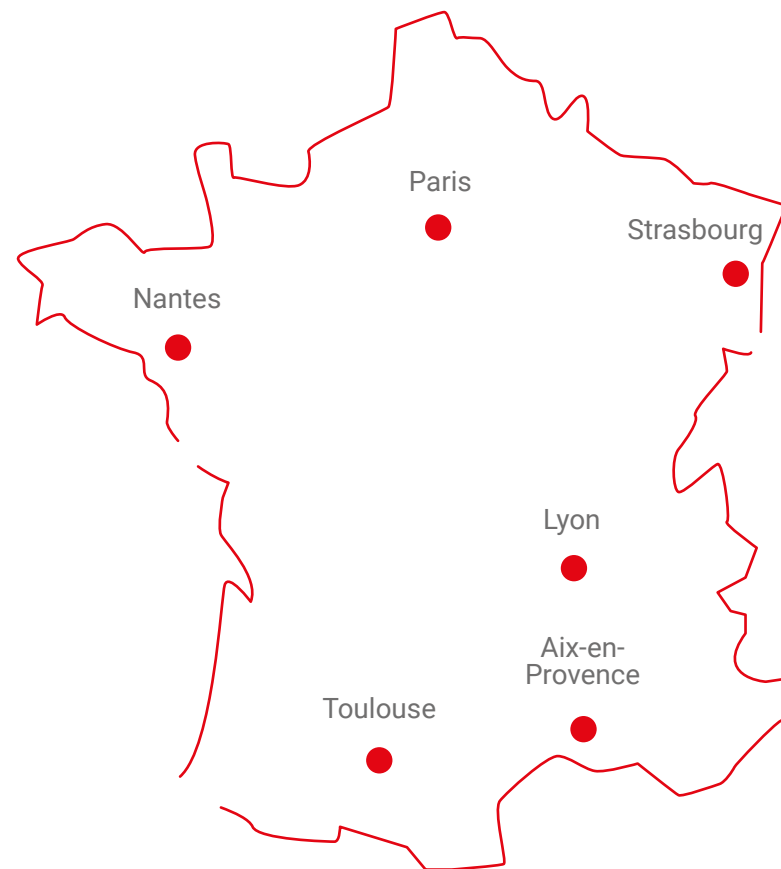 Paris
Strasbourg
Nantes
Lyon
Aix-en-
Provence
Toulouse